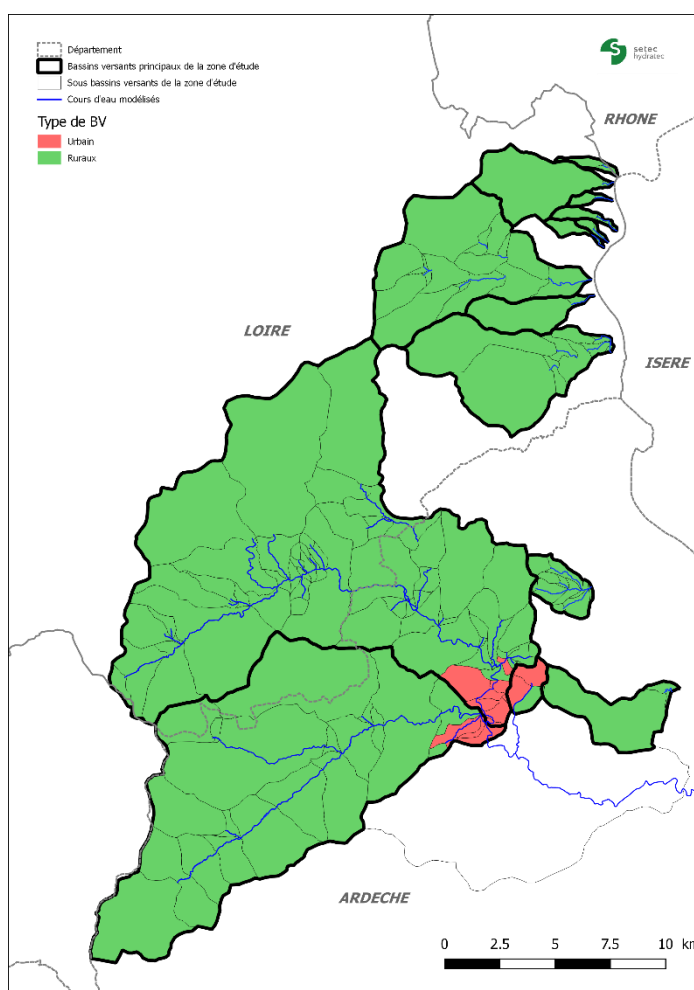 Département
Bassins versants principaux de la zone d'étude
Sous bassins versants de la zone d'étude
Cours d'eau modélisés
Type de BV
Urbain
Ruraux
setec
hydratec
RHONE
LOIRE
ISERE
ARDECHE
0 2.5 5 7.5 10 km